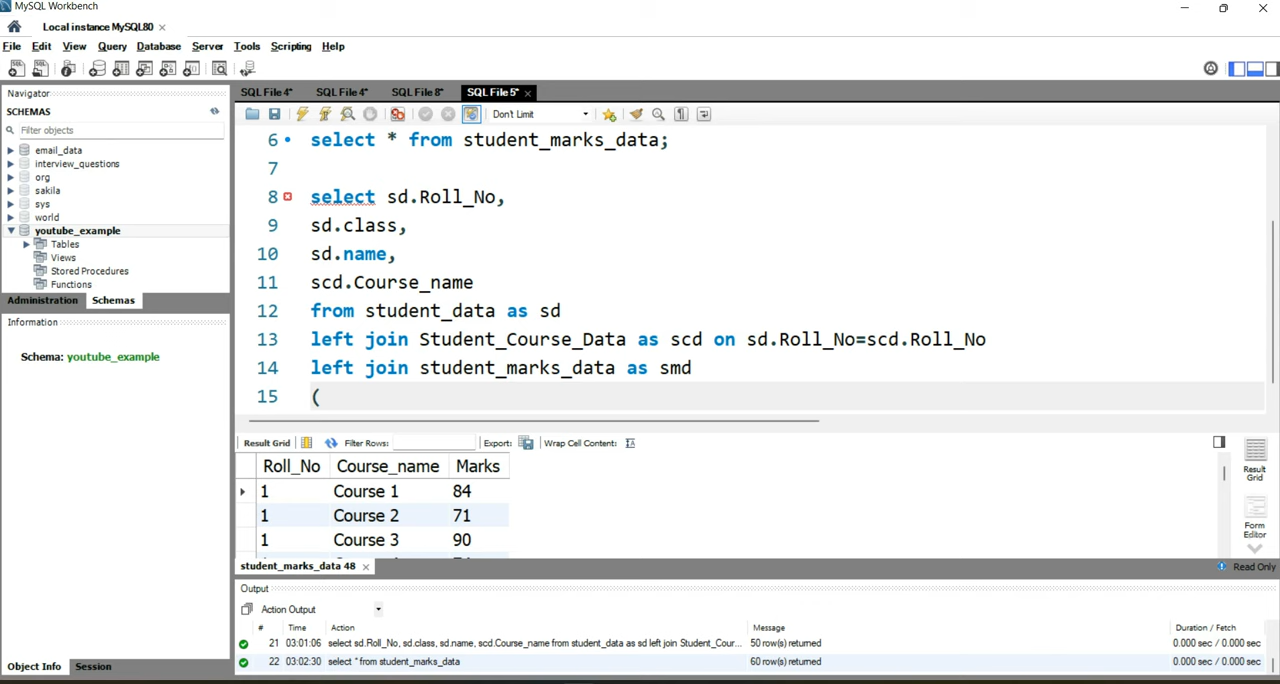 MySQL Workbench
Local instance MySQL80
File Edit View Query Database Server Tools Scripting Help
Navigator
SCHEMAS
Filter objects
email_data
interview_questions
org
sakila
sys
world
youtube_example
Tables
Views
Stored Procedures
Functions
Administration Schemas
Information
Schema: youtube_example
Object Info Session
SQL File 4* SQL File 4* SQL File 8* SQL File 5*
Don't Limit
6 select * from student_marks_data;
7
8 select sd.Roll_No,
9 sd.class,
10 sd.name,
11 scd.Course_name
12 from student_data as sd
13 left join Student_Course_Data as scd on sd.Roll_No=scd.Roll_No
14 left join student_marks_data as smd
15 (
Result Grid Filter Rows: Export: Wrap Cell Content:
Roll_No Course_name Marks
1 Course 1 84
1 Course 2 71
1 Course 3 90
Result Grid
Form Editor
student_marks_data 48
Read Only
Output
Action Output
# Time Action Message Duration / Fetch
21 03:01:06 select sd.Roll_No, sd.class, sd.name, scd.Course_name from student_data as sd left join Student_Cour... 50 row(s) returned 0.000 sec / 0.000 sec
22 03:02:30 select * from student_marks_data 60 row(s) returned 0.000 sec / 0.000 sec